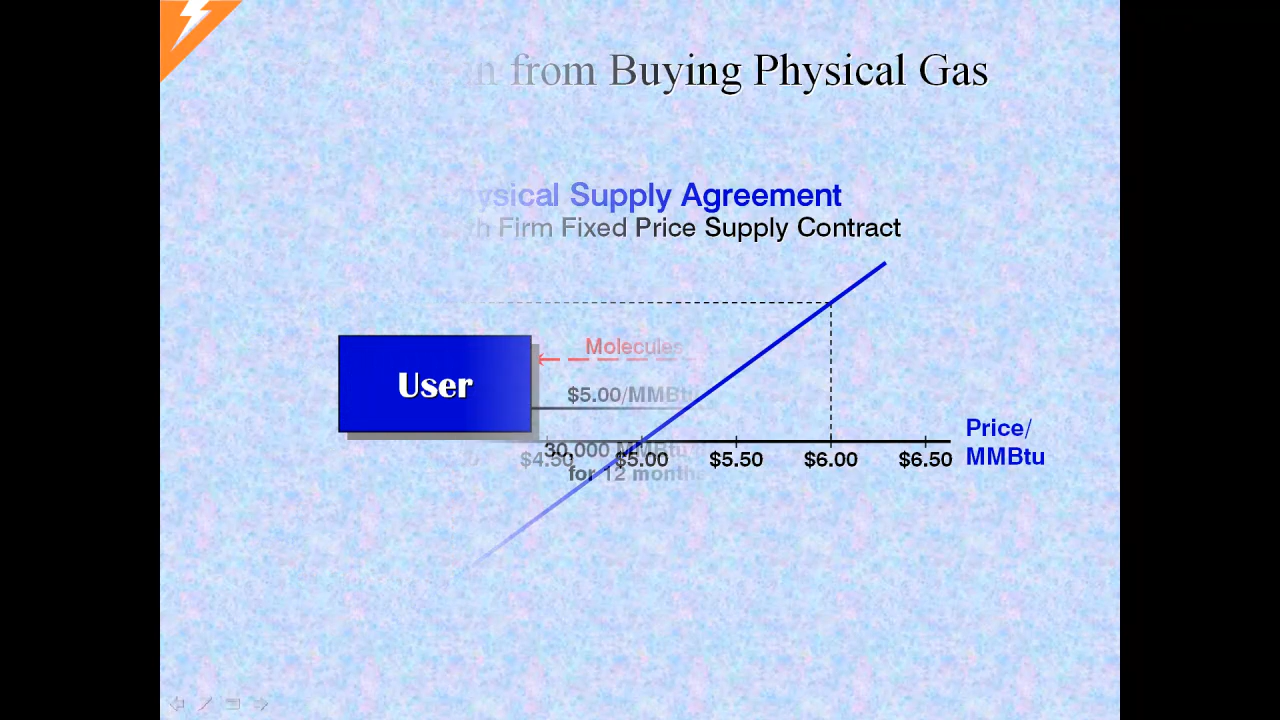 from Buying Physical Gas
Physical Supply Agreement
Firm Fixed Price Supply Contract
Molecules
User
$5.00/MMBtu
Price/
MMBtu
30,000 MMBtu
$4.50 $5.00 $5.50 $6.00 $6.50
for 12 months